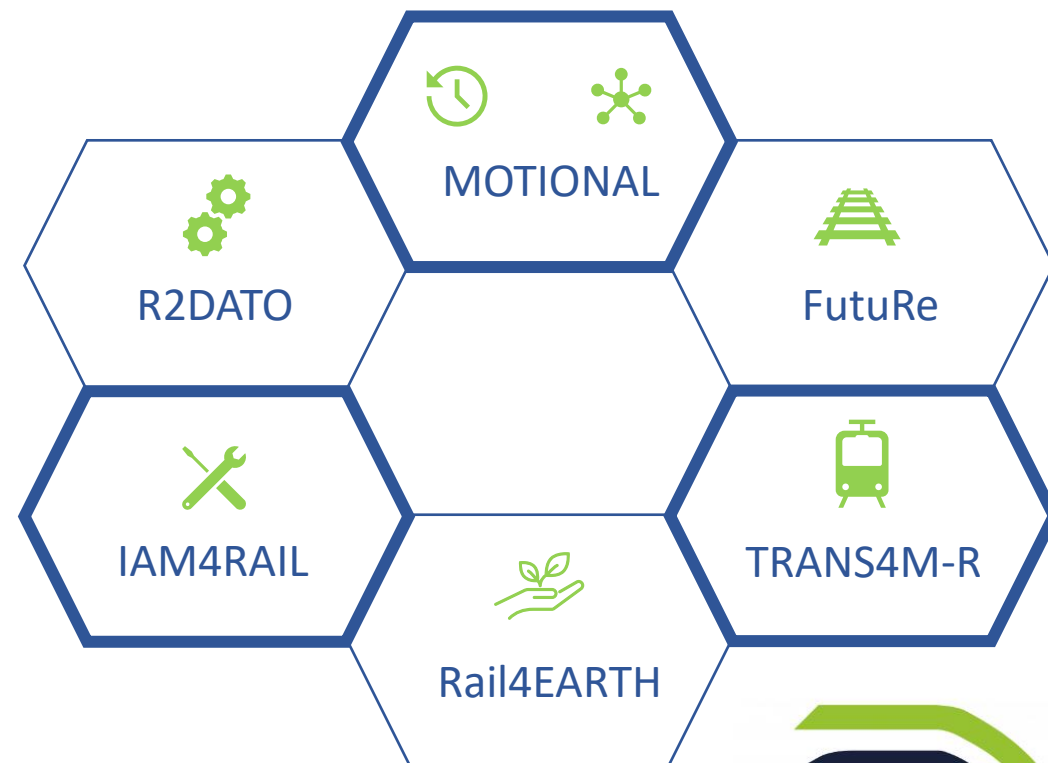 MOTIONAL
R2DATO
FutuRe
IAM4RAIL
TRANS4M-R
Rail4EARTH